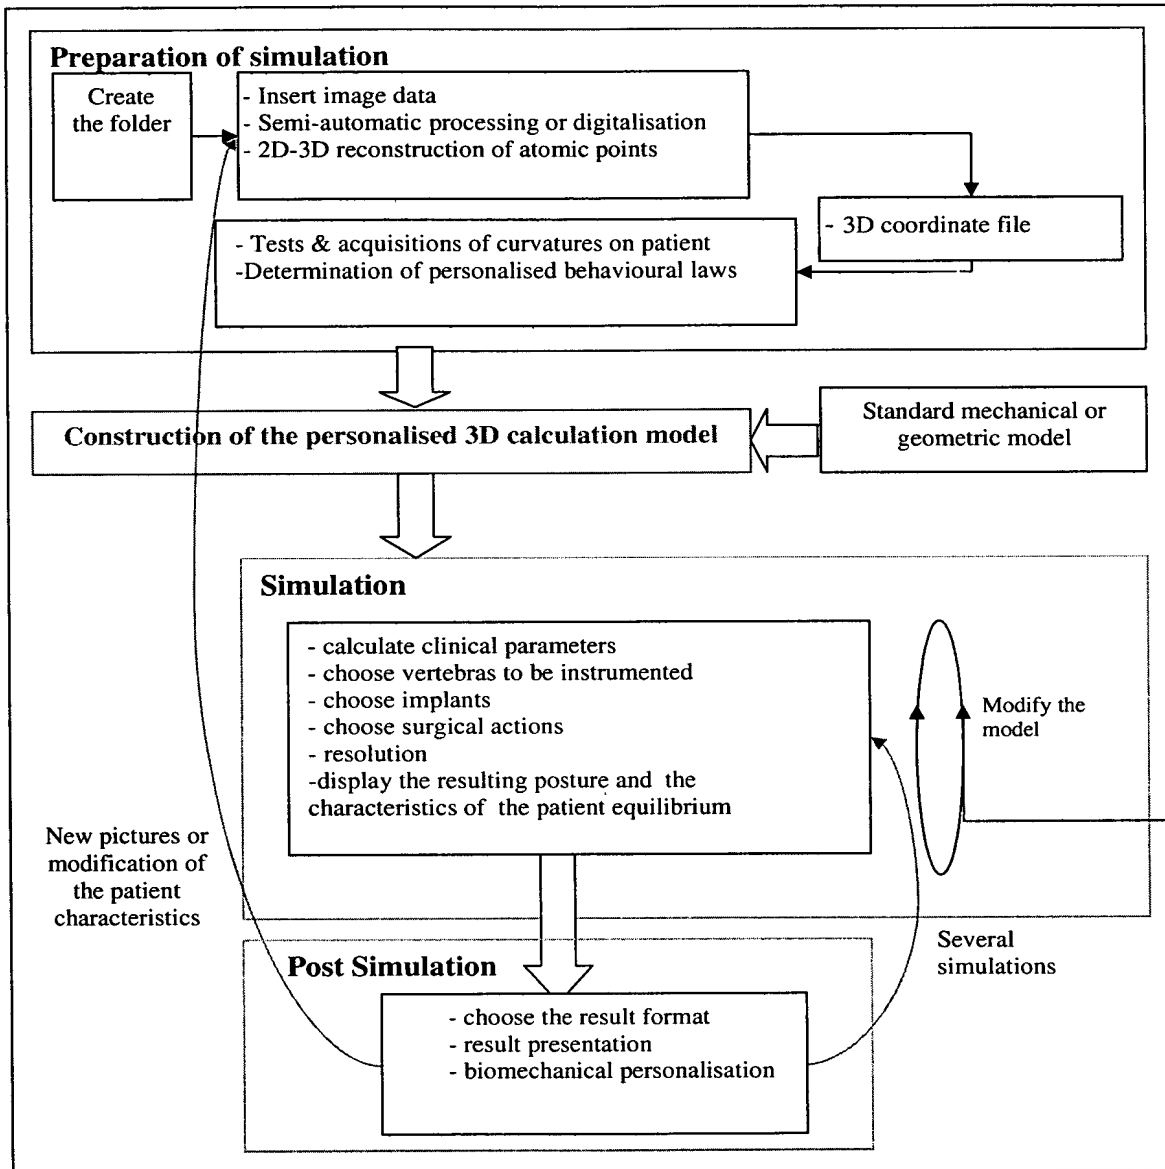 Preparation of simulation
Create
the folder
- Insert image data
- Semi-automatic processing or digitalisation
- 2D-3D reconstruction of atomic points
- 3D coordinate file
- Tests & acquisitions of curvatures on patient
-Determination of personalised behavioural laws
Construction of the personalised 3D calculation model
Standard mechanical or
geometric model
Simulation
- calculate clinical parameters
- choose vertebras to be instrumented
- choose implants
- choose surgical actions
- resolution
-display the resulting posture and the
characteristics of the patient equilibrium
Modify the
model
New pictures or
modification of
the patient
characteristics
Several
simulations
Post Simulation
- choose the result format
- result presentation
- biomechanical personalisation